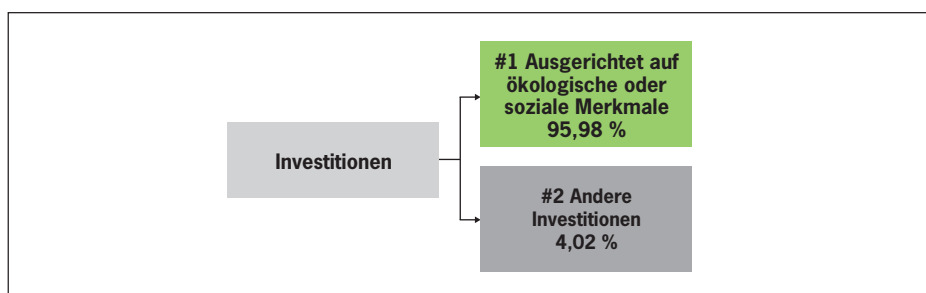 Investitionen
#1 Ausgerichtet auf
ökologische oder
soziale Merkmale
95,98 %
#2 Andere
Investitionen
4,02 %